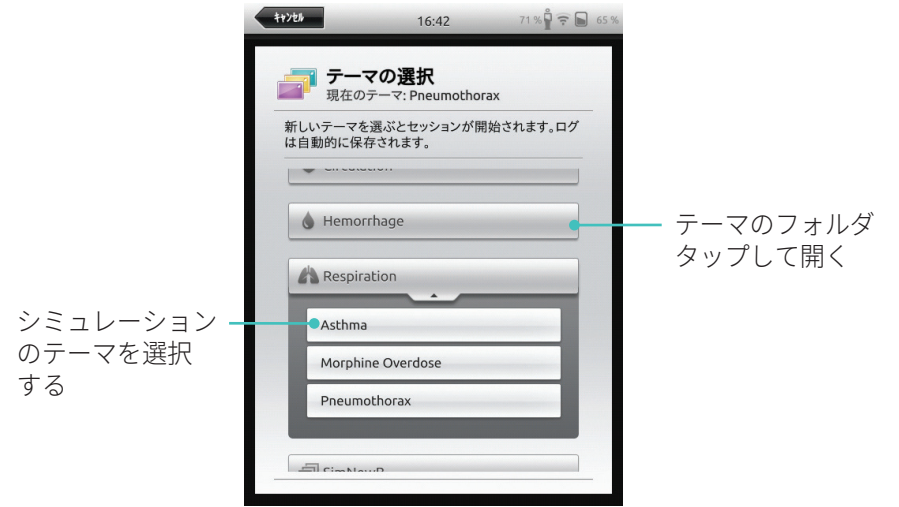 ｷｬﾝｾﾙ
16:42
71 %
65 %
テーマの選択
現在のテーマ: Pneumothorax
新しいテーマを選ぶとセッションが開始されます。ログ
は自動的に保存されます。
Circulation
Hemorrhage
テーマのフォルダ
タップして開く
Respiration
シミュレーション
のテーマを選択
する
Asthma
Morphine Overdose
Pneumothorax
SimNewB